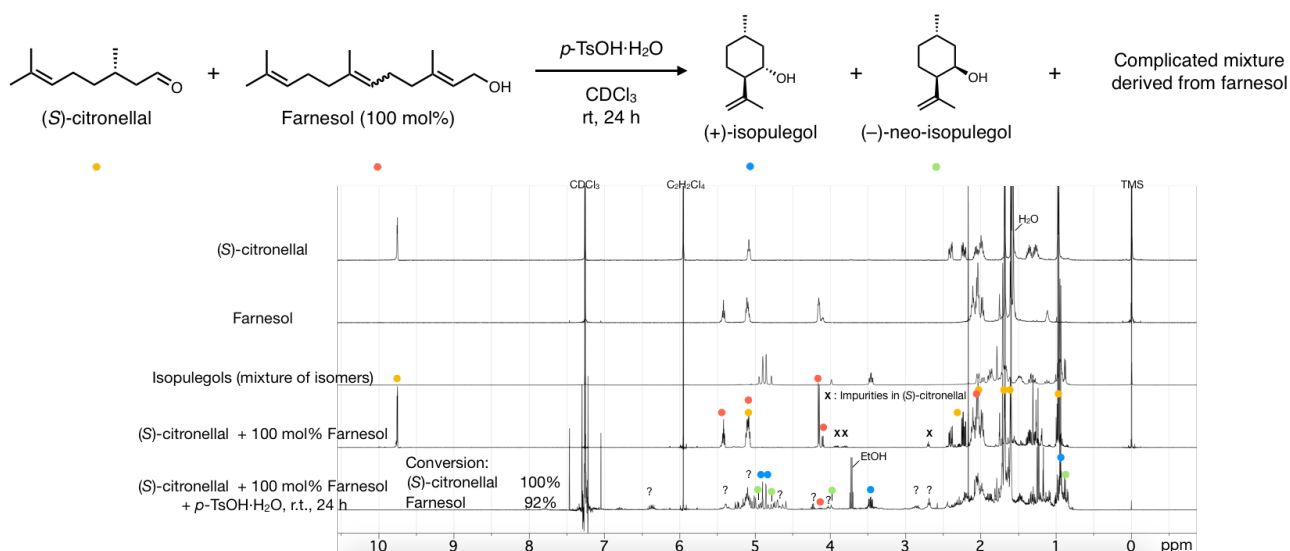 p-TsOH·H₂O
CDCl₃
rt, 24 h
+
OH
O
OH
+
OH
+
Complicated mixture
derived from farnesol
(S)-citronellal
Farnesol (100 mol%)
(+)-isopulegol
(–)-neo-isopulegol
CDCl₃
C₂H₂Cl₄
TMS
H₂O
(S)-citronellal
Farnesol
Isopulegols (mixture of isomers)
x : Impurities in (S)-citronellal
(S)-citronellal + 100 mol% Farnesol
x x x
Conversion:
(S)-citronellal 100%
Farnesol 92%
(S)-citronellal + 100 mol% Farnesol
+ p-TsOH·H₂O, r.t., 24 h
EtOH
? ? ? ? ? ? ? ?
10 9 8 7 6 5 4 3 2 1 0 ppm